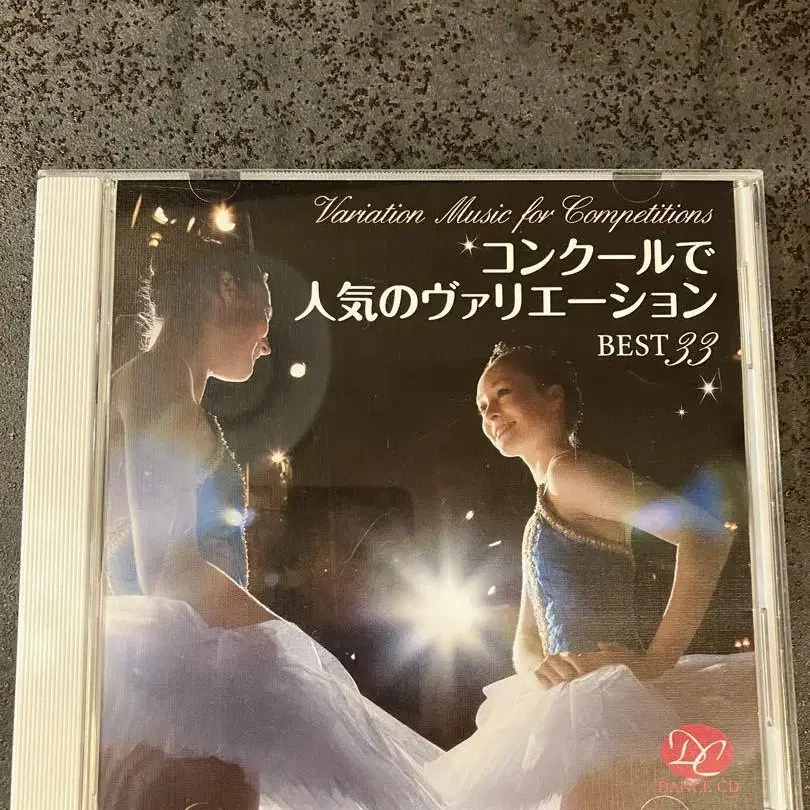 Variation Music for Competitions
コンクールで
人気のヴァリエーション
BEST 33
DC
DANCE CD